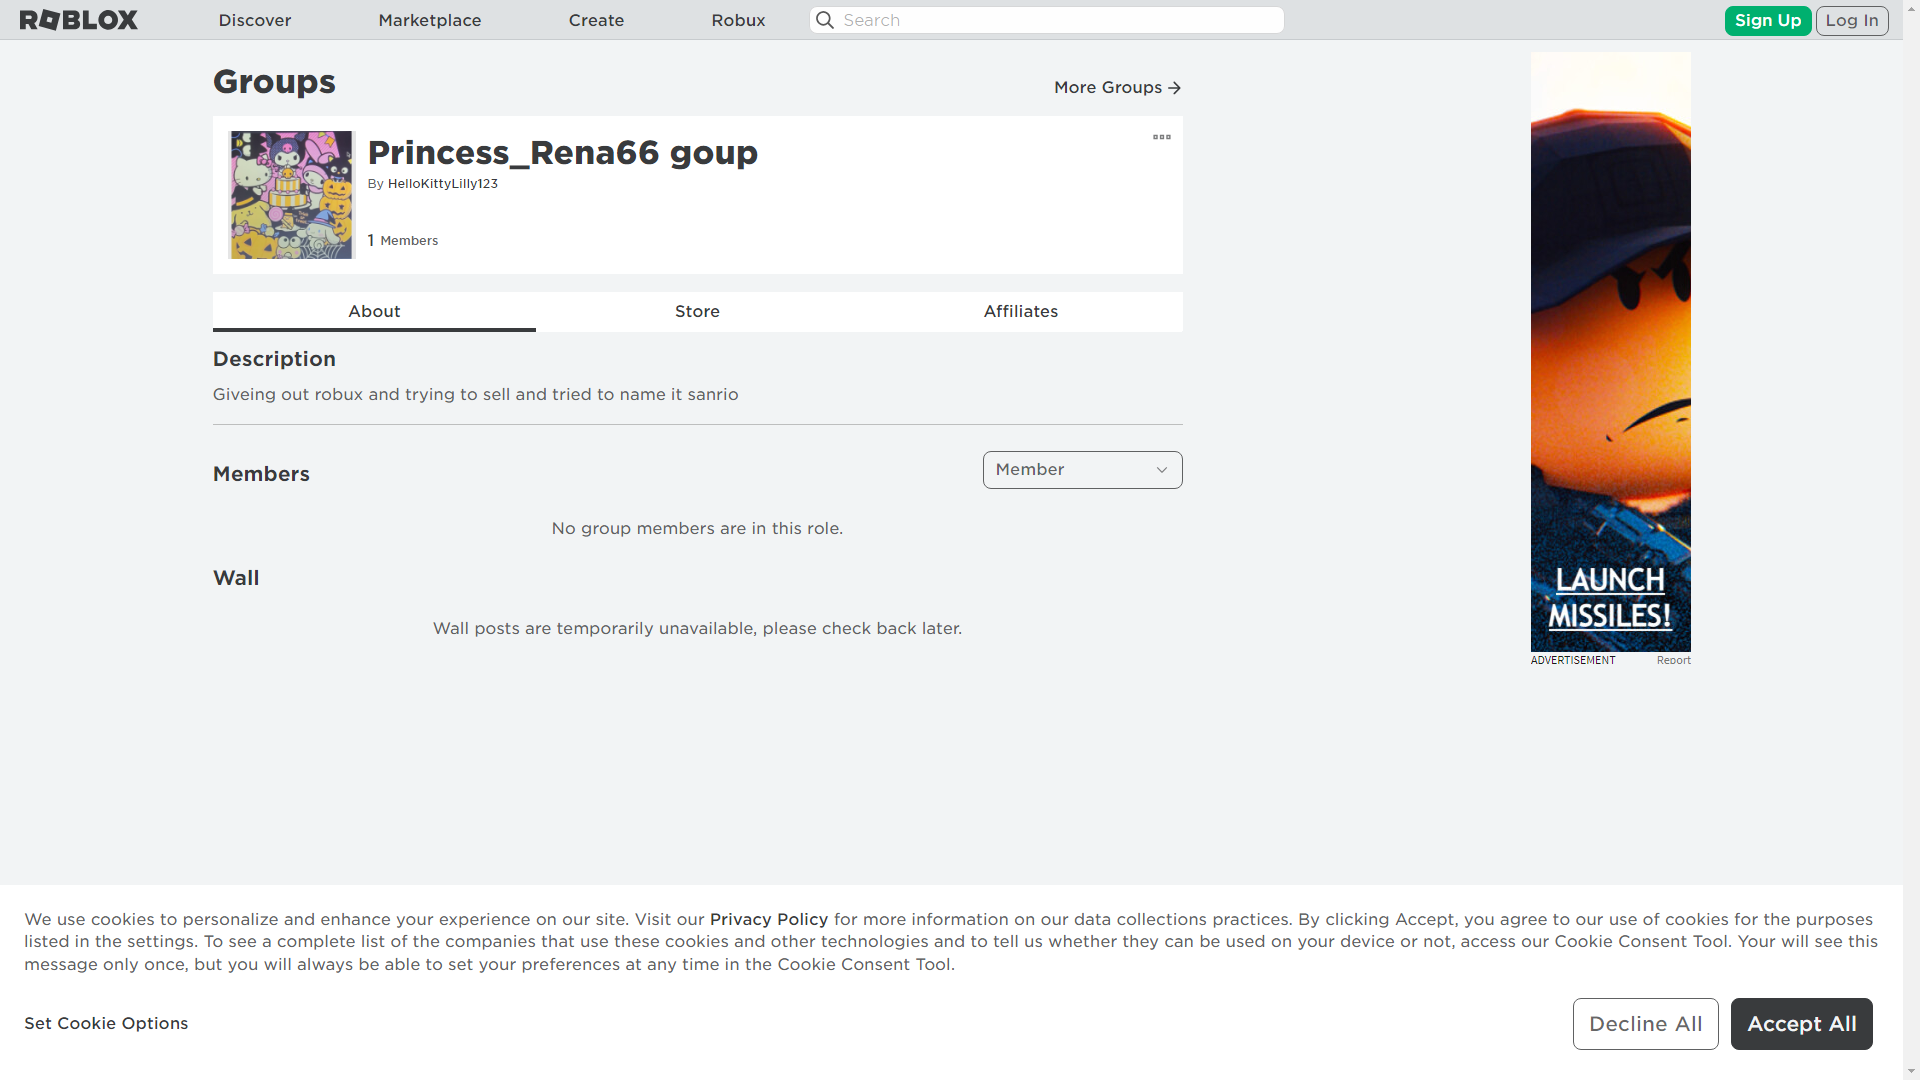 ROBLOX Discover Marketplace Create Robux Search Sign Up Log In
Groups More Groups
Princess_Rena66 goup
By HelloKittyLilly123
1 Members
About Store Affiliates
Description
Giveing out robux and trying to sell and tried to name it sanrio
Members Member
No group members are in this role.
Wall
Wall posts are temporarily unavailable, please check back later.
LAUNCH
MISSILES!
ADVERTISEMENT Report
We use cookies to personalize and enhance your experience on our site. Visit our Privacy Policy for more information on our data collections practices. By clicking Accept, you agree to our use of cookies for the purposes
listed in the settings. To see a complete list of the companies that use these cookies and other technologies and to tell us whether they can be used on your device or not, access our Cookie Consent Tool. Your will see this
message only once, but you will always be able to set your preferences at any time in the Cookie Consent Tool.
Set Cookie Options Decline All Accept All